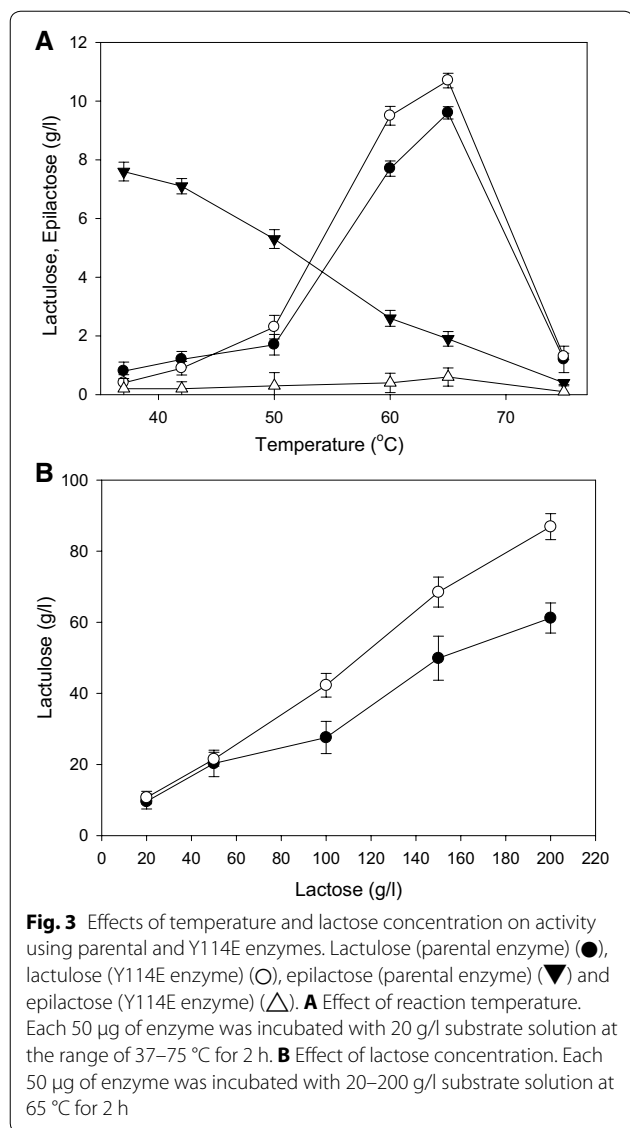 A
Lactulose, Epilactose (g/l)
12
10
8
6
4
2
0
40 50 60 70
Temperature (°C)
B
Lactulose (g/l)
100
80
60
40
20
0
0 20 40 60 80 100 120 140 160 180 200 220
Lactose (g/l)
Fig. 3 Effects of temperature and lactose concentration on activity
using parental and Y114E enzymes. Lactulose (parental enzyme) (●),
lactulose (Y114E enzyme) (○), epilactose (parental enzyme) (▼) and
epilactose (Y114E enzyme) (△). A Effect of reaction temperature.
Each 50 µg of enzyme was incubated with 20 g/l substrate solution at
the range of 37–75 °C for 2 h. B Effect of lactose concentration. Each
50 µg of enzyme was incubated with 20–200 g/l substrate solution at
65 °C for 2 h